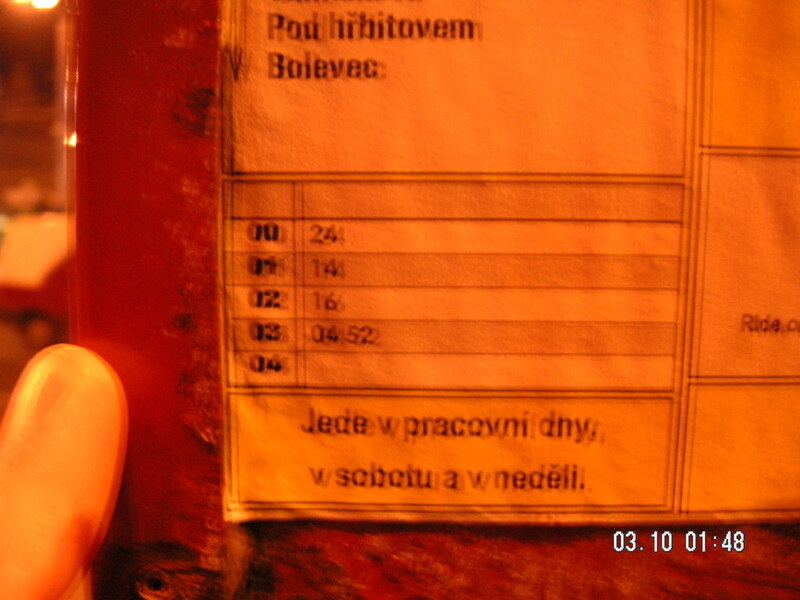 Pod hřbitovem
Bolevec
00 24
01 14
02 16
03 04 52
04
Jede v pracovní dny,
v sobotu a v neděli.
Ride.
03.10 01:48